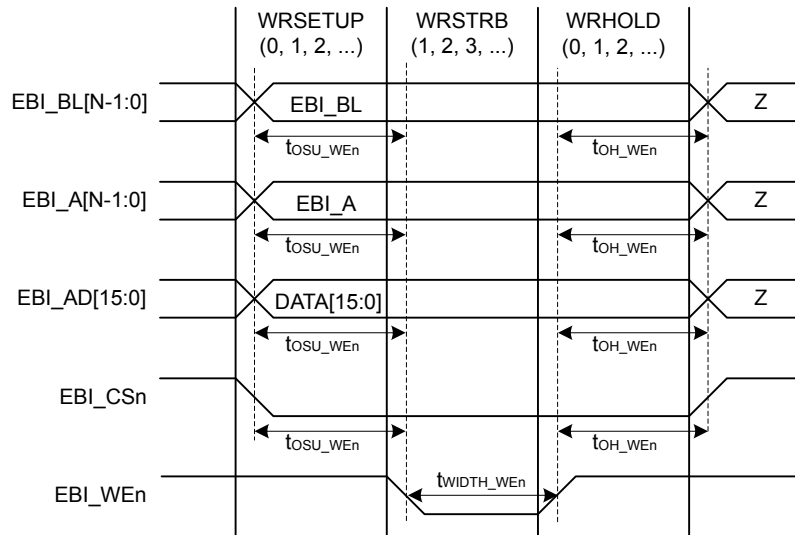 WRSETUP WRSTRB WRHOLD
(0, 1, 2, ...) (1, 2, 3, ...) (0, 1, 2, ...)
EBI_BL[N-1:0] EBI_BL Z
tOSU_WEn tOH_WEn
EBI_A[N-1:0] EBI_A Z
tOSU_WEn tOH_WEn
EBI_AD[15:0] DATA[15:0] Z
tOSU_WEn tOH_WEn
EBI_CSn
tOSU_WEn tOH_WEn
EBI_WEn tWIDTH_WEn